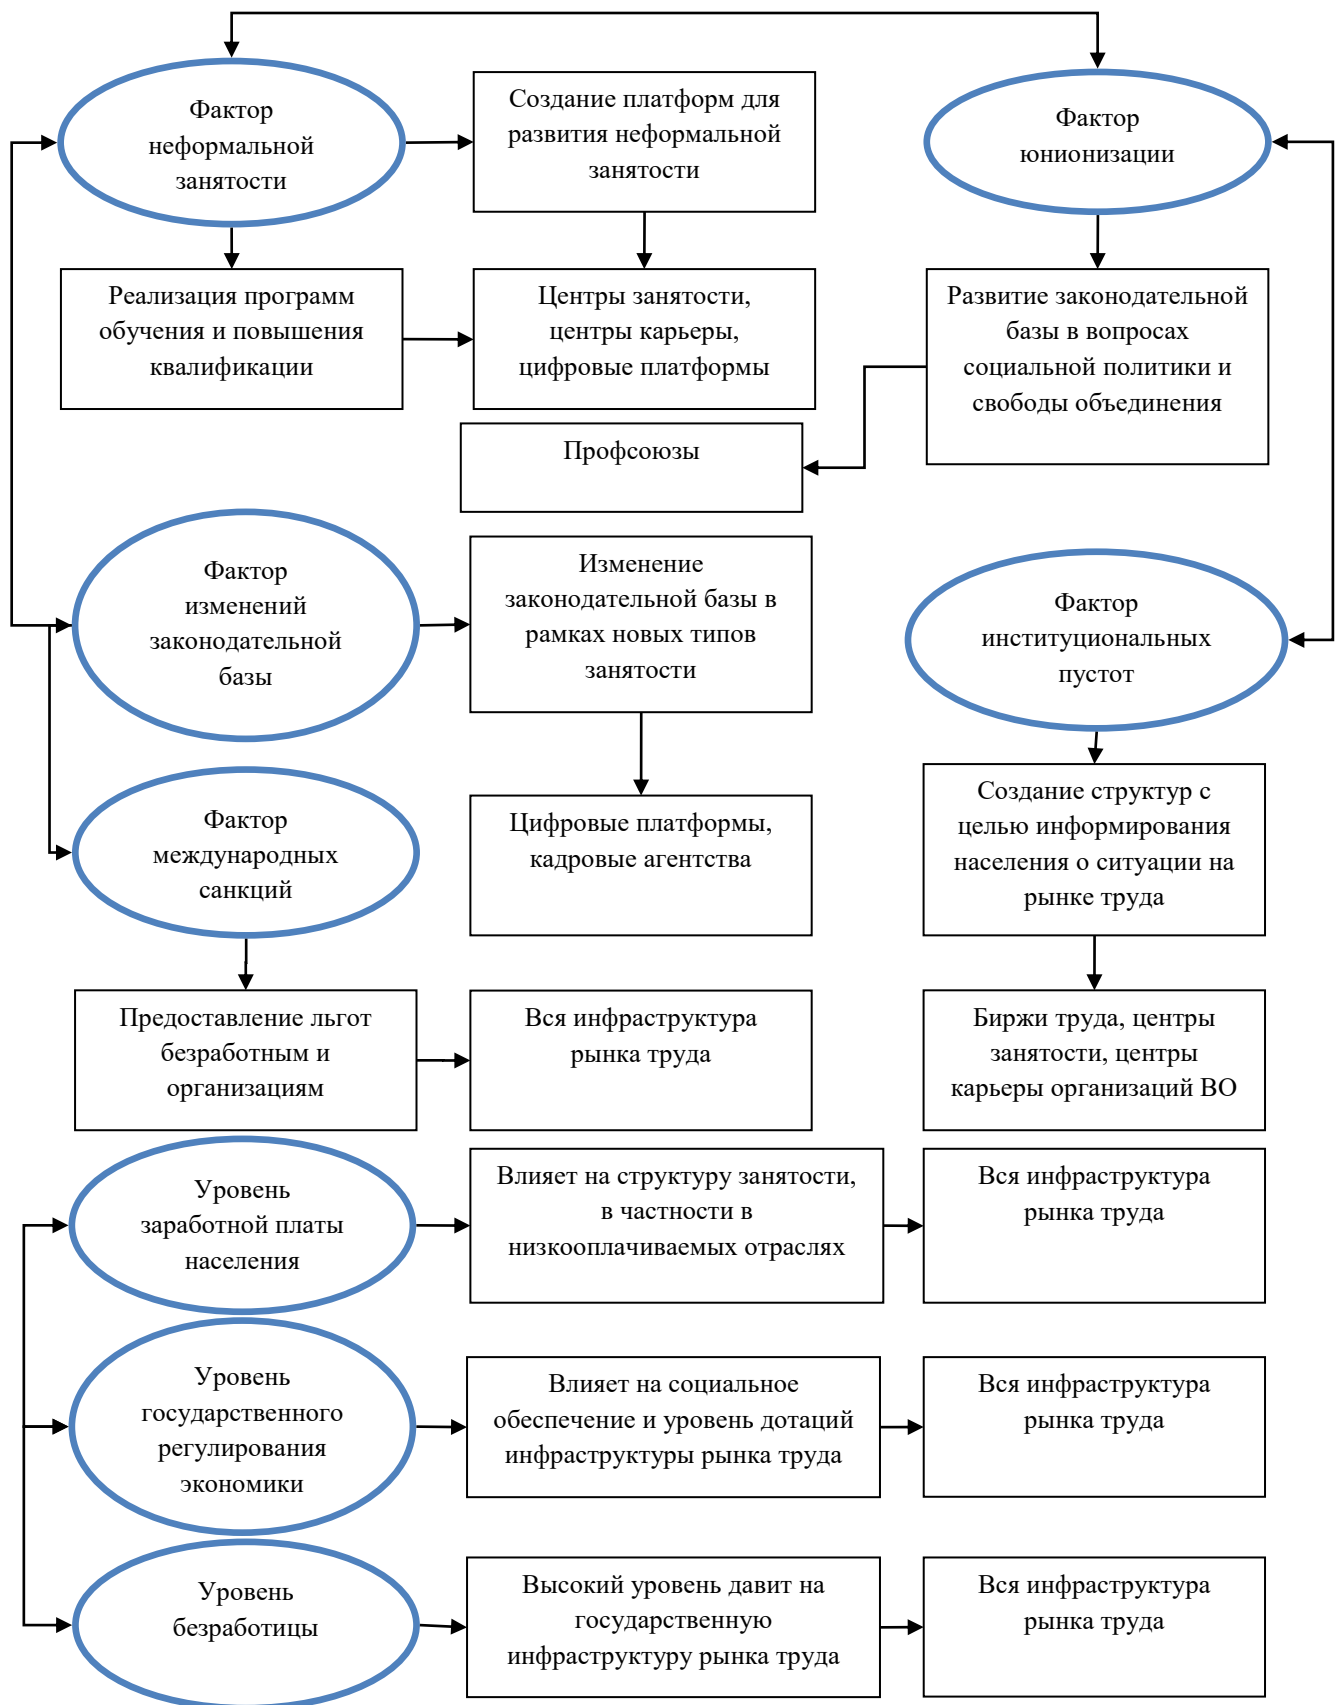 Фактор
неформальной
занятости
Создание платформ для
развития неформальной
занятости
Фактор
юнионизации
Реализация программ
обучения и повышения
квалификации
Центры занятости,
центры карьеры,
цифровые платформы
Развитие законодательной
базы в вопросах
социальной политики и
свободы объединения
Профсоюзы
Фактор
изменений
законодательной
базы
Изменение
законодательной базы в
рамках новых типов
занятости
Фактор
институциональных
пустот
Фактор
международных
санкций
Цифровые платформы,
кадровые агентства
Создание структур с
целью информирования
населения о ситуации на
рынке труда
Предоставление льгот
безработным и
организациям
Вся инфраструктура
рынка труда
Биржи труда, центры
занятости, центры
карьеры организаций ВО
Уровень
заработной платы
населения
Влияет на структуру занятости,
в частности в
низкооплачиваемых отраслях
Вся инфраструктура
рынка труда
Уровень
государственного
регулирования
экономики
Влияет на социальное
обеспечение и уровень дотаций
инфраструктуры рынка труда
Вся инфраструктура
рынка труда
Уровень
безработицы
Высокий уровень давит на
государственную
инфраструктуру рынка труда
Вся инфраструктура
рынка труда